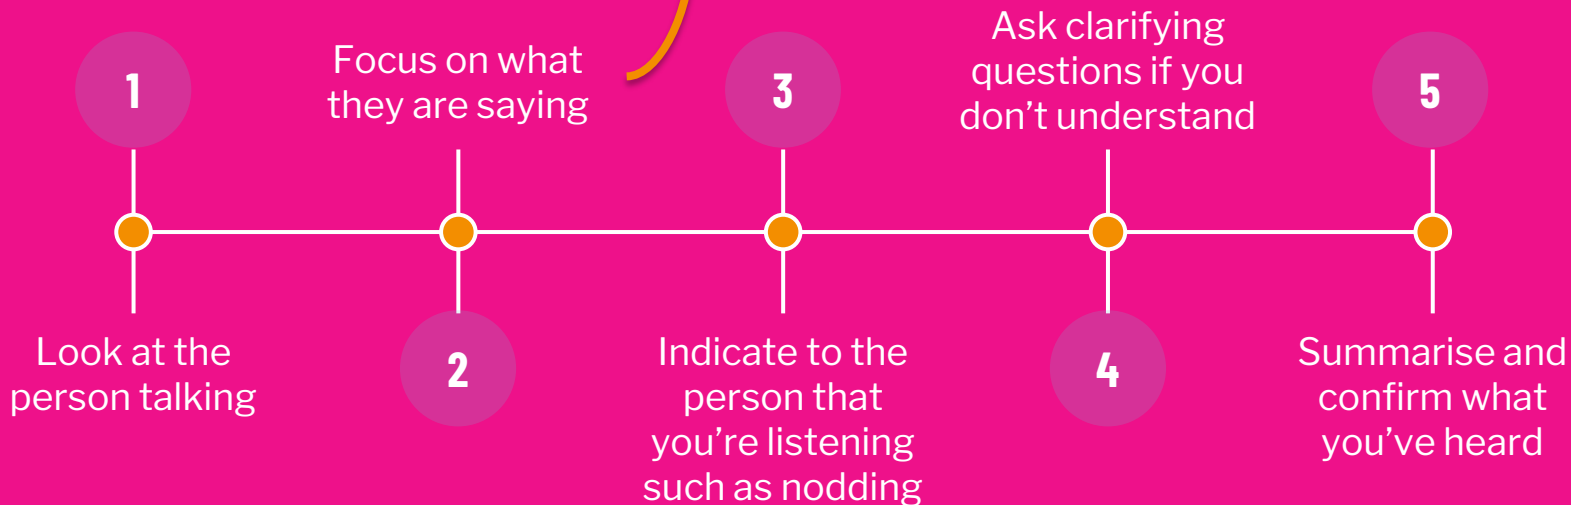 1
Look at the
person talking
Focus on what
they are saying
2
3
Indicate to the
person that
you’re listening
such as nodding
Ask clarifying
questions if you
don’t understand
4
5
Summarise and
confirm what
you’ve heard